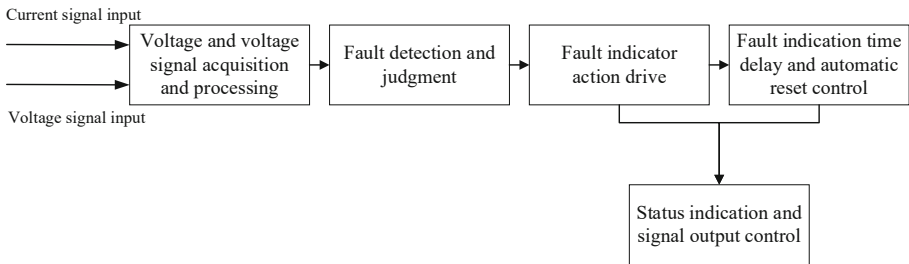 Current signal input
Voltage and voltage
signal acquisition
and processing
Voltage signal input
Fault detection and
judgment
Fault indicator
action drive
Fault indication time
delay and automatic
reset control
Status indication and
signal output control